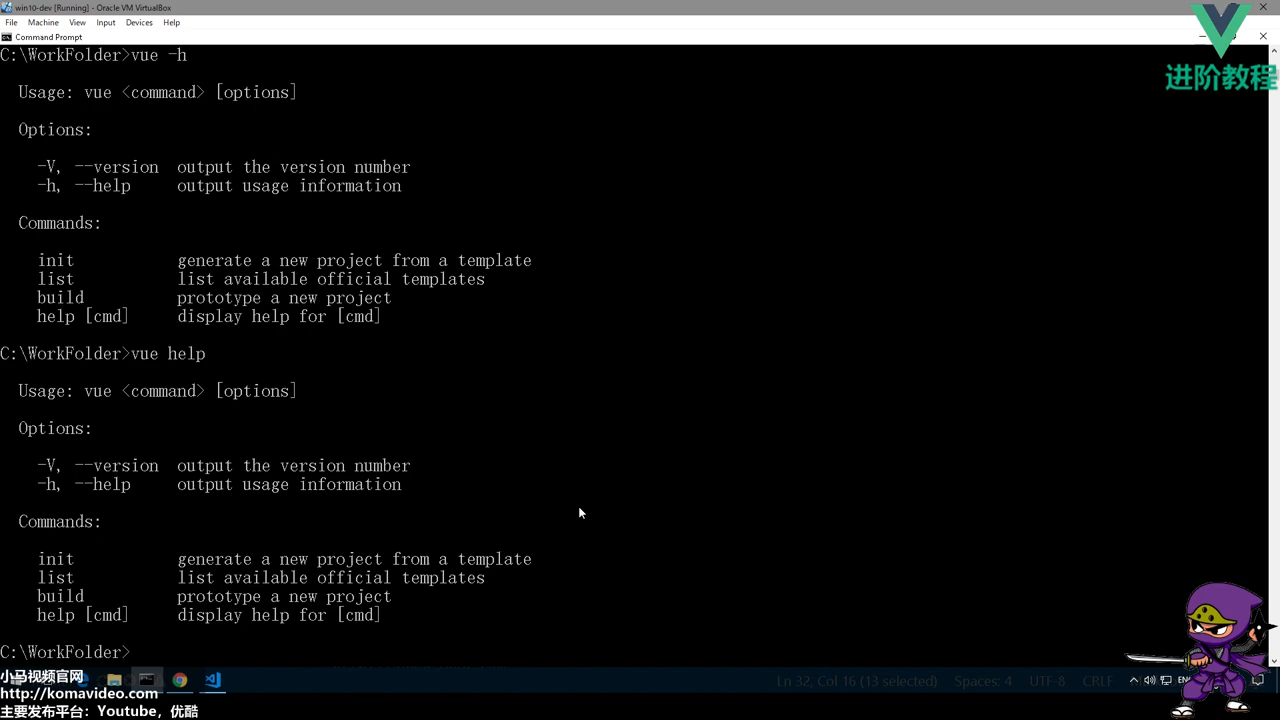 win10-dev [Running] - Oracle VM VirtualBox
File Machine View Input Devices Help
Command Prompt
进阶教程
C:\WorkFolder>vue -h
Usage: vue <command> [options]
Options:
-V, --version output the version number
-h, --help output usage information
Commands:
init generate a new project from a template
list list available official templates
build prototype a new project
help [cmd] display help for [cmd]
C:\WorkFolder>vue help
Usage: vue <command> [options]
Options:
-V, --version output the version number
-h, --help output usage information
Commands:
init generate a new project from a template
list list available official templates
build prototype a new project
help [cmd] display help for [cmd]
C:\WorkFolder>
小马视频官网
http://komavideo.com
主要发布平台：Youtube，优酷
Ln 32, Col 16 (13 selected) Spaces: 4 UTF-8 CRLF